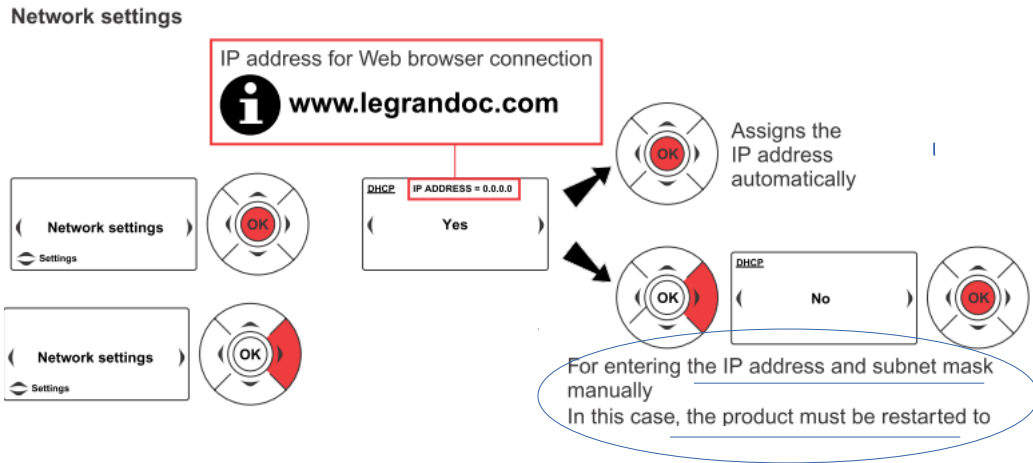 Network settings
IP address for Web browser connection
i www.legrandoc.com
OK
Assigns the
IP address
automatically
Network settings
Settings
OK
DHCP IP ADDRESS = 0.0.0.0
Yes
OK
DHCP
No
OK
Network settings
Settings
OK
For entering the IP address and subnet mask
manually
In this case, the product must be restarted to